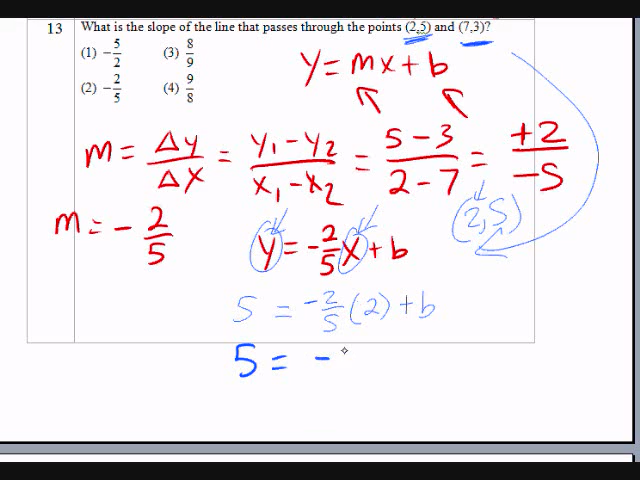 13 What is the slope of the line that passes through the points (2,5) and (7,3)?
(1) -5/2 (3) 8/9
(2) -2/5 (4) 9/8
y = mx + b
m = Δy/Δx = y₁ - y₂/x₁ - x₂ = 5 - 3/2 - 7 = +2/-5
m = - 2/5
(2,5)
y = -2/5 x + b
5 = -2/5 (2) + b
5 = -